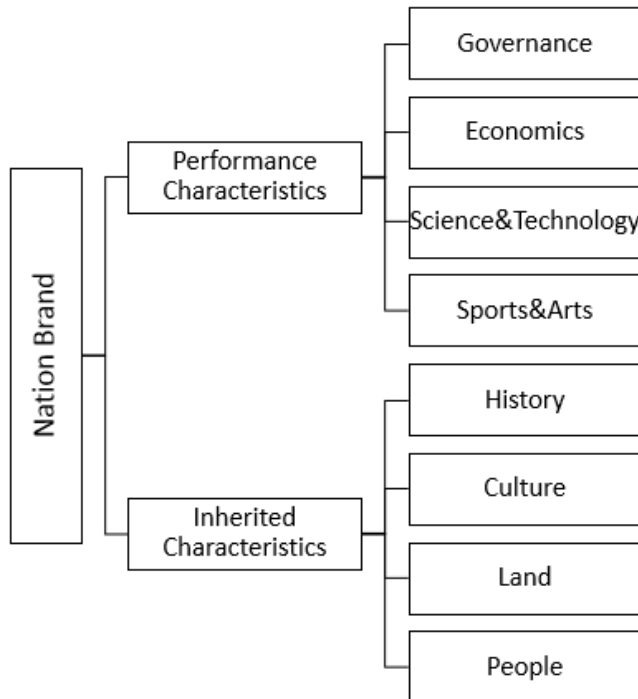 Nation Brand
Performance
Characteristics
Governance
Economics
Science&Technology
Sports&Arts
Inherited
Characteristics
History
Culture
Land
People